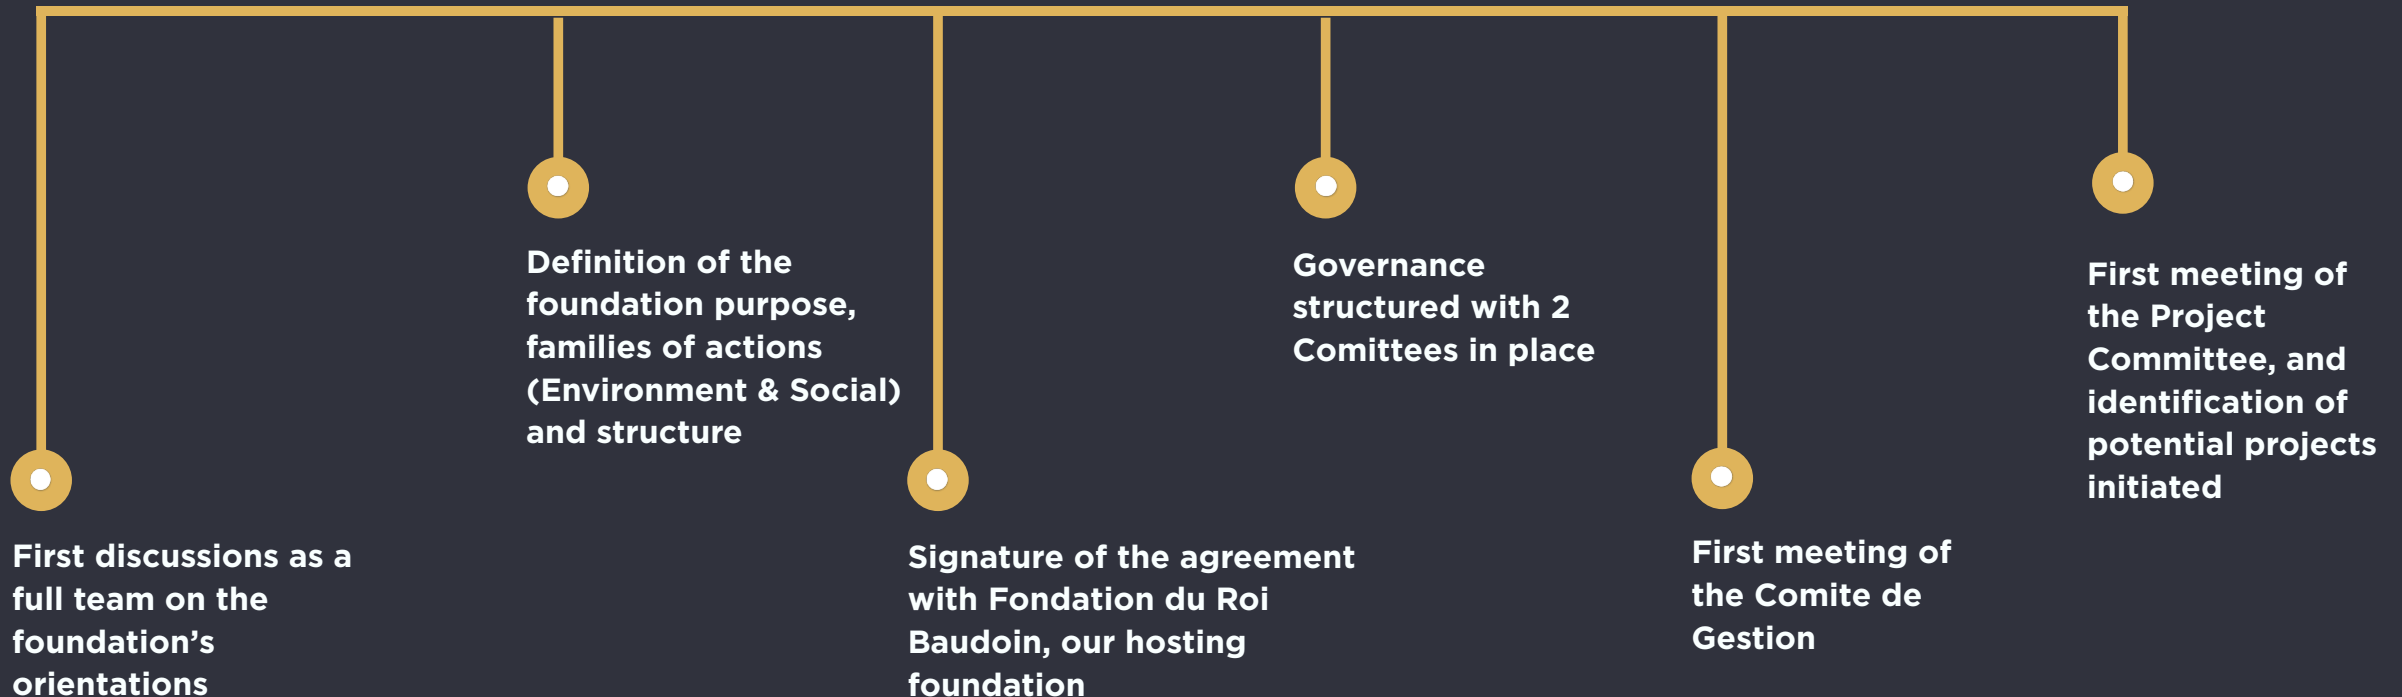 First discussions as a
full team on the
foundation’s
orientations
Definition of the
foundation purpose,
families of actions
(Environment & Social)
and structure
Signature of the agreement
with Fondation du Roi
Baudoin, our hosting
foundation
Governance
structured with 2
Comittees in place
First meeting of
the Comite de
Gestion
First meeting of
the Project
Committee, and
identification of
potential projects
initiated